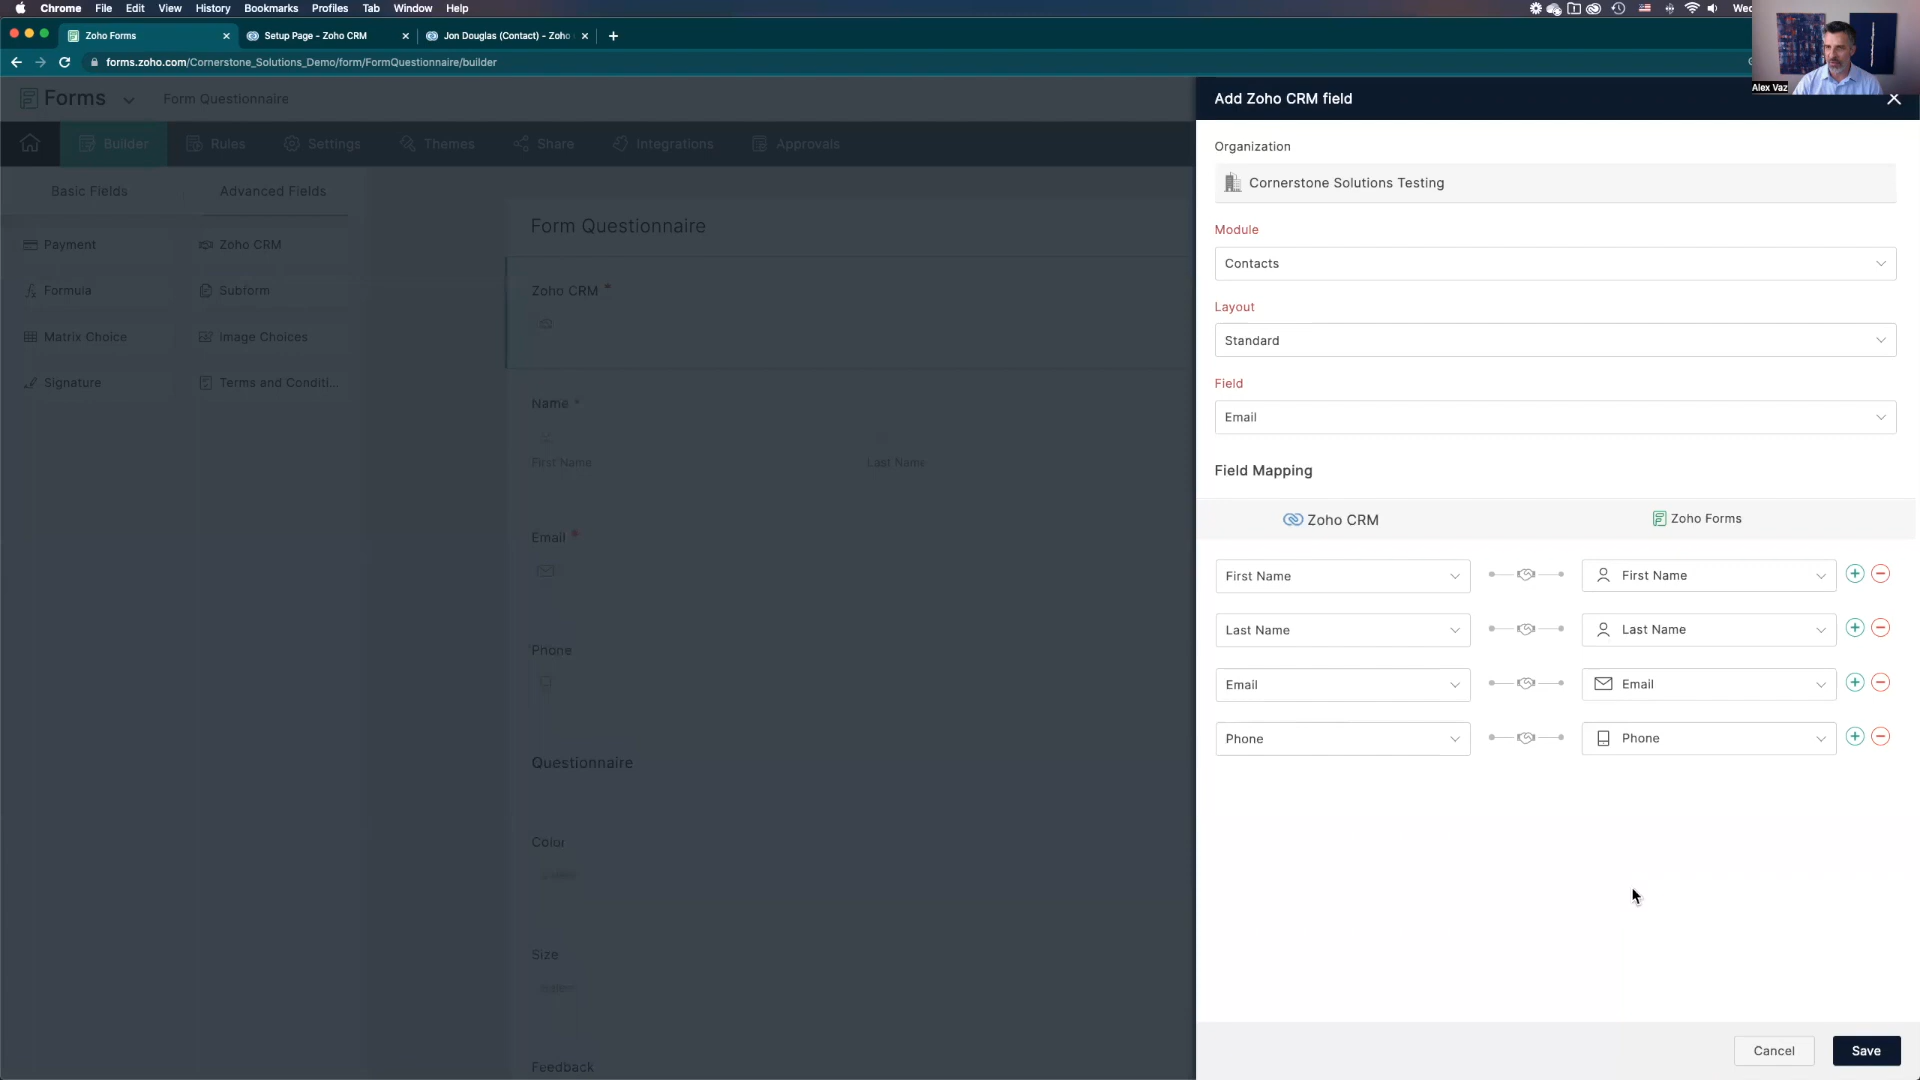 Chrome File Edit View History Bookmarks Profiles Tab Window Help
Zoho Forms
Setup Page - Zoho CRM
Jon Douglas (Contact) - Zoho
forms.zoho.com/Cornerstone_Solutions_Demo/form/FormQuestionnaire/builder
Alex Vaz
Forms
Form Questionnaire
Builder
Rules
Settings
Themes
Share
Integrations
Approvals
Basic Fields
Advanced Fields
Payment
Zoho CRM
Formula
Subform
Matrix Choice
Image Choices
Signature
Terms and Conditi...
Form Questionnaire
Zoho CRM *
Name *
First Name
Last Name
Email *
Phone
Questionnaire
Color
Size
Feedback
Add Zoho CRM field
Organization
Cornerstone Solutions Testing
Module
Contacts
Layout
Standard
Field
Email
Field Mapping
Zoho CRM
Zoho Forms
First Name
First Name
Last Name
Last Name
Email
Email
Phone
Phone
Cancel
Save